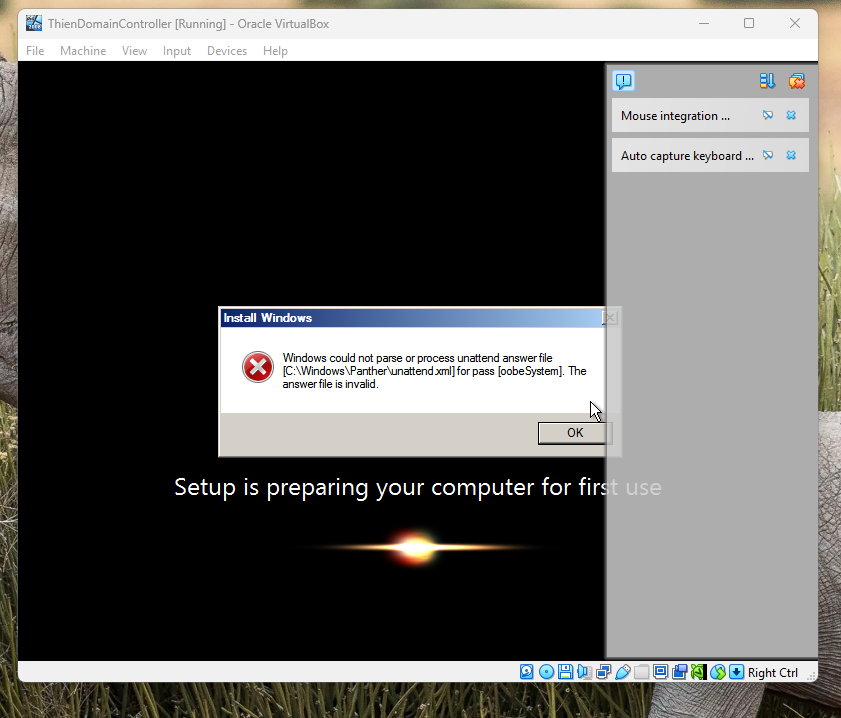 ThienDomainController [Running] - Oracle VirtualBox
File Machine View Input Devices Help
Mouse integration ...
Auto capture keyboard ...
Install Windows
Windows could not parse or process unattend answer file
[C:\Windows\Panther\unattend.xml] for pass [oobeSystem]. The
answer file is invalid.
OK
Setup is preparing your computer for first use
Right Ctrl